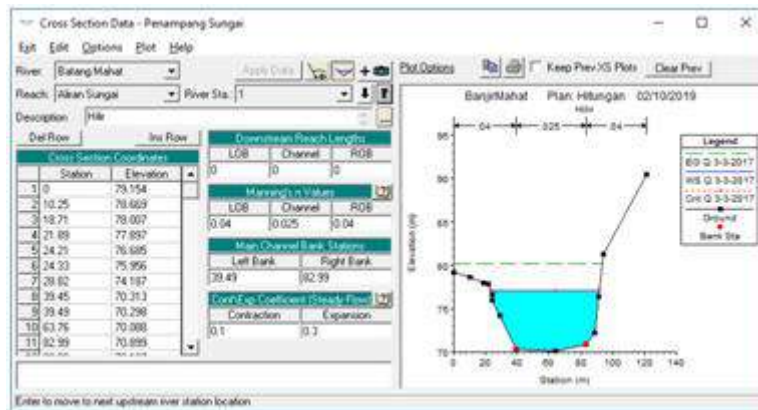 Cross Section Data - Penampang Sungai
Exit Edit Options Plot Help
River: Batang Mahat Apply Data
Plot Options Keep Prev XS Plots Clear Prev
Reach: Aliran Sungai River Sta.: 1
Description Hilir
Del Row Ins Row
Cross Section Coordinates
Station Elevation
1 0 79.154
2 10.25 78.669
3 18.71 78.007
4 21.89 77.897
5 24.21 76.685
6 24.33 75.956
7 28.82 74.187
8 39.45 70.313
9 39.49 70.298
10 63.76 70.088
11 82.99 70.899
Downstream Reach Lengths
LOB Channel ROB
0 0 0
Manning's n Values
LOB Channel ROB
0.04 0.025 0.04
Main Channel Bank Stations
Left Bank Right Bank
39.49 82.99
Cont\Exp Coefficient (Steady Flow)
Contraction Expansion
0.1 0.3
BanjirMahat Plan: Hitungan 02/10/2019
Hilir
.04 .025 .04
95
90
85
80
75
70
0 20 40 60 80 100 120 140
Elevation (m)
Station (m)
Legend
EG Q 3-3-2017
WS Q 3-3-2017
Crit Q 3-3-2017
Ground
Bank Sta
Enter to move to next upstream river station location